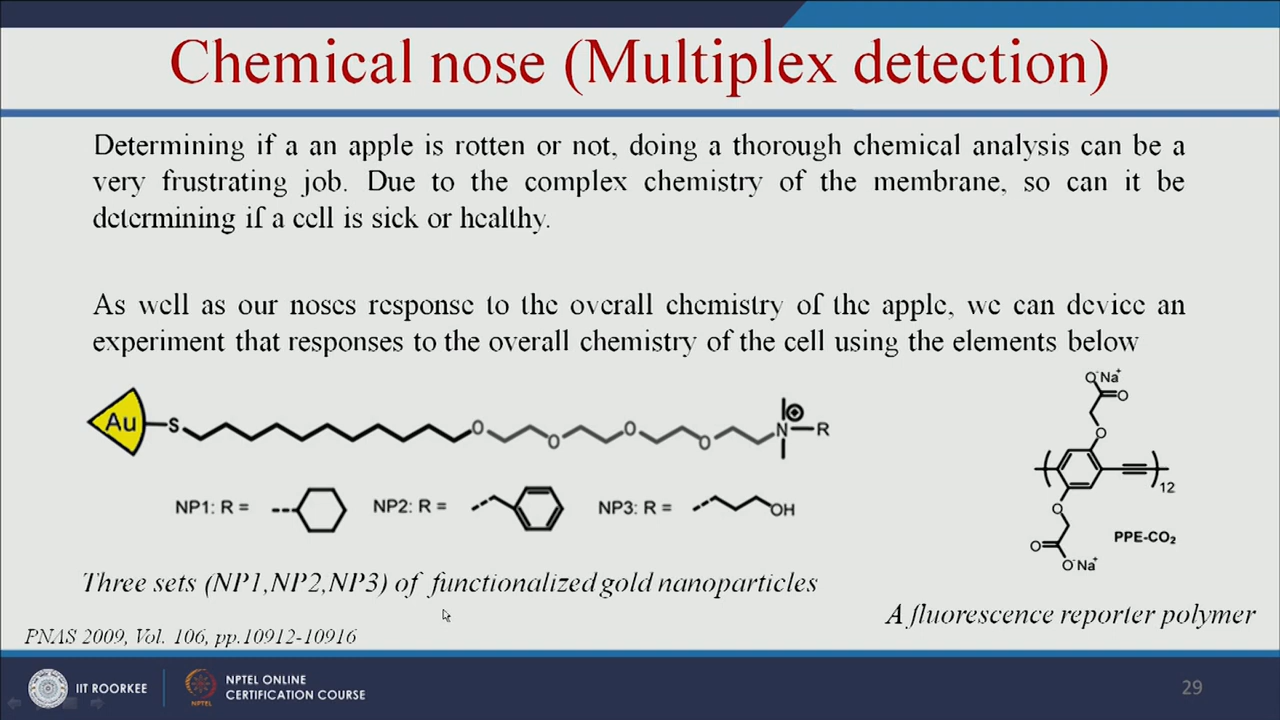 Chemical nose (Multiplex detection)
Determining if a an apple is rotten or not, doing a thorough chemical analysis can be a
very frustrating job. Due to the complex chemistry of the membrane, so can it be
determining if a cell is sick or healthy.
As well as our noses response to the overall chemistry of the apple, we can device an
experiment that responses to the overall chemistry of the cell using the elements below
Au S O O O O N ⊕ R
NP1: R = NP2: R = NP3: R = OH
O⁻Na⁺
O
O
12
O
O
O⁻Na⁺
PPE-CO₂
Three sets (NP1,NP2,NP3) of functionalized gold nanoparticles
A fluorescence reporter polymer
PNAS 2009, Vol. 106, pp.10912-10916
IIT ROORKEE
NPTEL
NPTEL ONLINE
CERTIFICATION COURSE
29